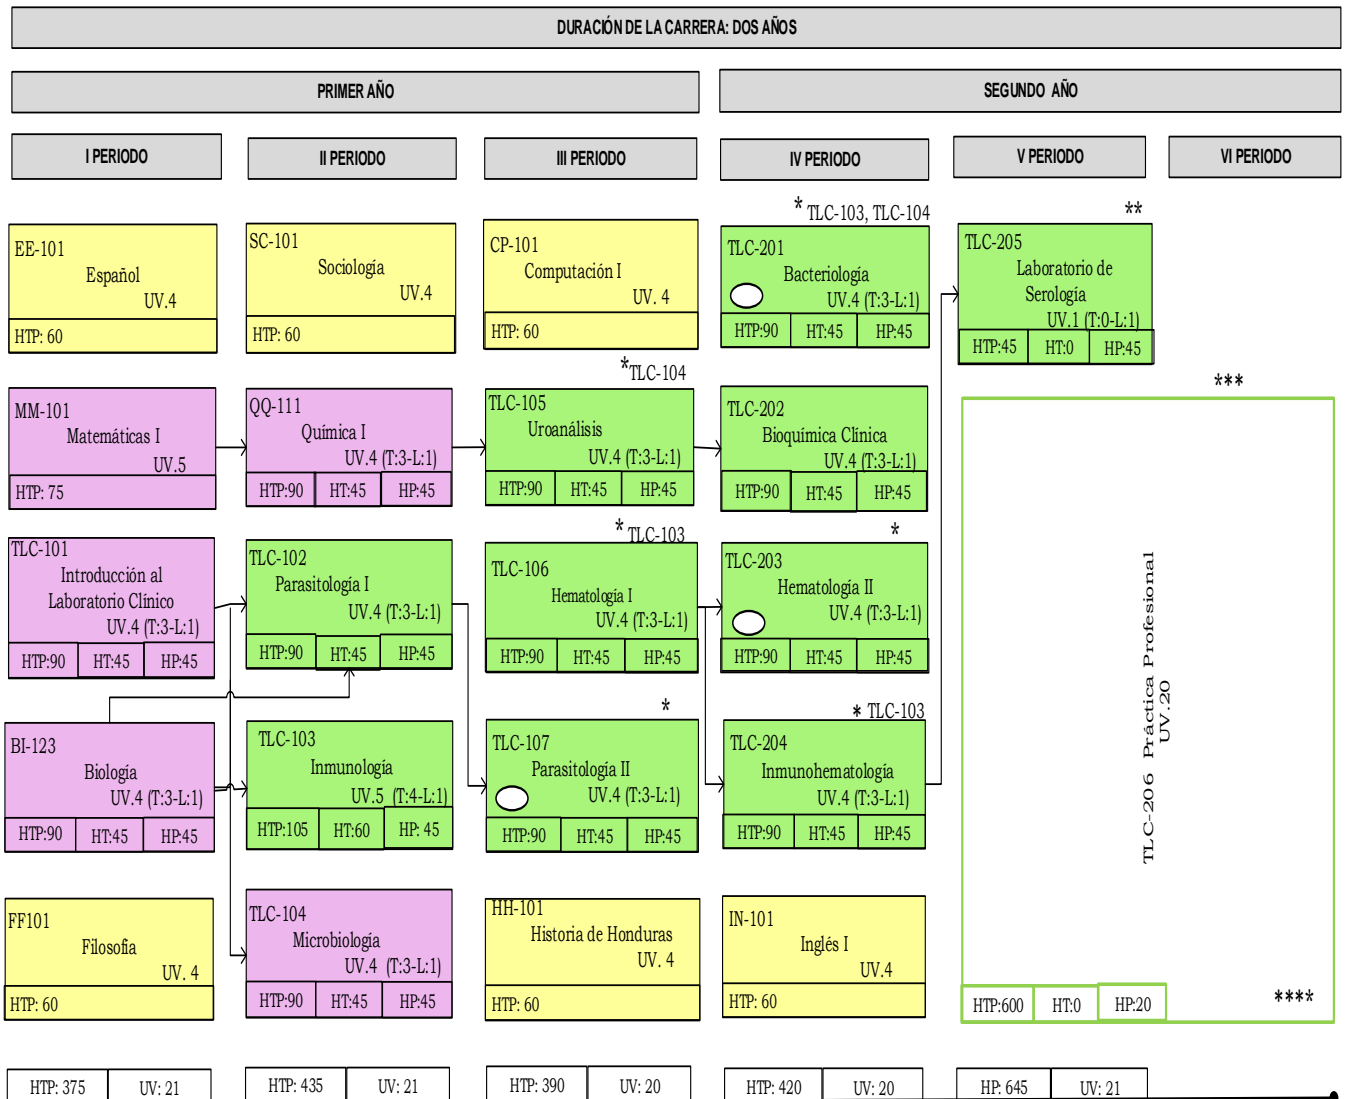 DURACIÓN DE LA CARRERA: DOS AÑOS
PRIMER AÑO
SEGUNDO AÑO
I PERIODO
II PERIODO
III PERIODO
IV PERIODO
V PERIODO
VI PERIODO
EE-101
Español
UV.4
HTP: 60
MM-101
Matemáticas I
UV.5
HTP: 75
TLC-101
Introducción al
Laboratorio Clínico
UV.4 (T:3-L:1)
HTP:90 HT:45 HP:45
BI-123
Biología
UV.4 (T:3-L:1)
HTP:90 HT:45 HP:45
FF101
Filosofia
UV. 4
HTP: 60
HTP: 375 UV: 21
SC-101
Sociología
UV.4
HTP: 60
QQ-111
Química I
UV.4 (T:3-L:1)
HTP:90 HT:45 HP:45
TLC-102
Parasitología I
UV.4 (T:3-L:1)
HTP:90 HT:45 HP:45
TLC-103
Inmunología
UV.5 (T:4-L:1)
HTP:105 HT:60 HP: 45
TLC-104
Microbiología
UV.4 (T:3-L:1)
HTP:90 HT:45 HP:45
HTP: 435 UV: 21
CP-101
Computación I
UV. 4
HTP: 60
*TLC-104
TLC-105
Uroanálisis
UV.4 (T:3-L:1)
HTP:90 HT:45 HP:45
* TLC-103
TLC-106
Hematología I
UV.4 (T:3-L:1)
HTP:90 HT:45 HP:45
*
TLC-107
Parasitología II
UV.4 (T:3-L:1)
HTP:90 HT:45 HP:45
HH-101
Historia de Honduras
UV. 4
HTP: 60
HTP: 390 UV: 20
* TLC-103, TLC-104
TLC-201
Bacteriología
UV.4 (T:3-L:1)
HTP:90 HT:45 HP:45
TLC-202
Bioquímica Clínica
UV.4 (T:3-L:1)
HTP:90 HT:45 HP:45
*
TLC-203
Hematología II
UV.4 (T:3-L:1)
HTP:90 HT:45 HP:45
* TLC-103
TLC-204
Inmunohematología
UV.4 (T:3-L:1)
HTP:90 HT:45 HP:45
IN-101
Inglés I
UV.4
HTP: 60
HTP: 420 UV: 20
**
TLC-205
Laboratorio de
Serología
UV.1 (T:0-L:1)
HTP:45 HT:0 HP:45
***
TLC-206 Práctica Profesional
UV.20
HTP:600 HT:0 HP:20
****
HP: 645 UV: 21